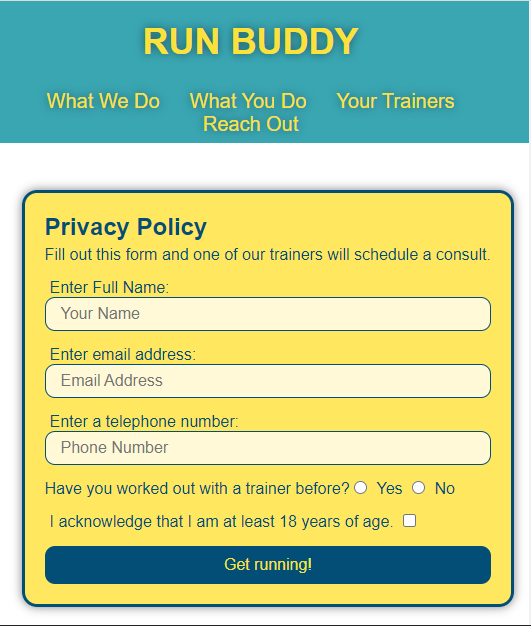 RUN BUDDY
What We Do What You Do Your Trainers
Reach Out
Privacy Policy
Fill out this form and one of our trainers will schedule a consult.
Enter Full Name:
Your Name
Enter email address:
Email Address
Enter a telephone number:
Phone Number
Have you worked out with a trainer before? Yes No
I acknowledge that I am at least 18 years of age.
Get running!